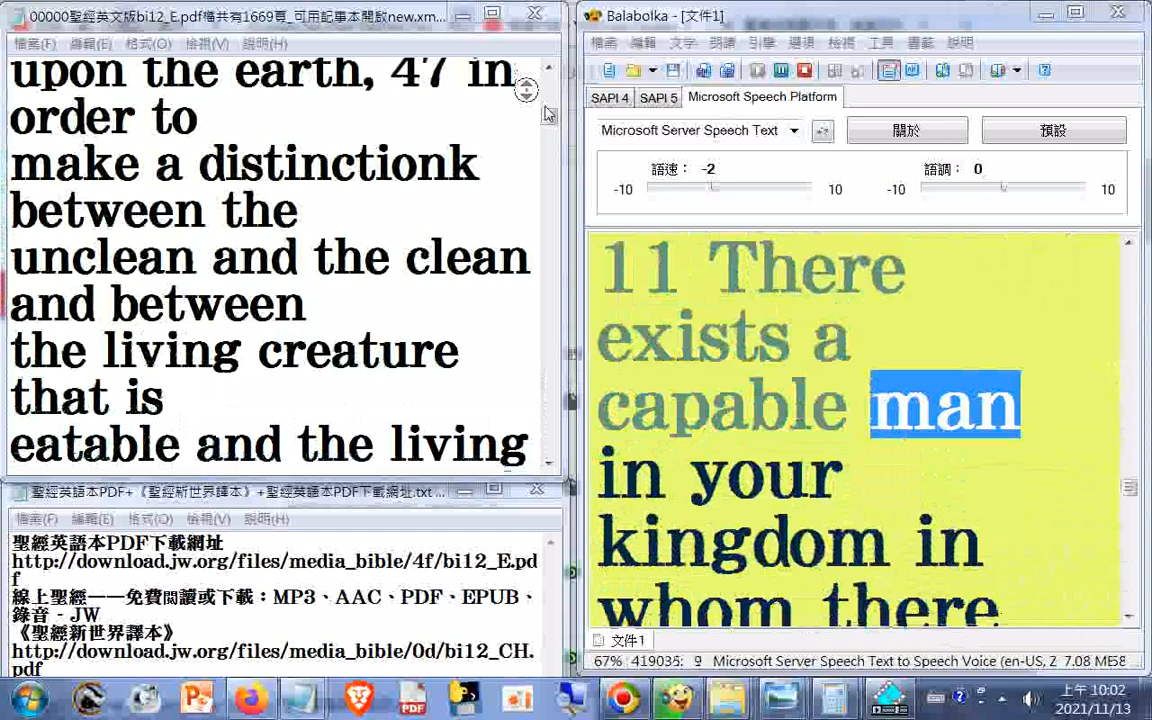 00000聖經英文版bi12_E.pdf檔共有1669頁_可用記事本開啟new.xm...
檔案(F) 編輯(E) 格式(O) 檢視(V) 說明(H)
upon the earth, 47 in
order to
make a distinctionk
between the
unclean and the clean
and between
the living creature
that is
eatable and the living
聖經英語本PDF+《聖經新世界譯本》+聖經英語本PDF下載網址.txt ...
檔案(F) 編輯(E) 格式(O) 檢視(V) 說明(H)
聖經英語本PDF下載網址
http://download.jw.org/files/media_bible/4f/bi12_E.pd
f
線上聖經——免費閱讀或下載：MP3、AAC、PDF、EPUB、
錄音 - JW
《聖經新世界譯本》
http://download.jw.org/files/media_bible/0d/bi12_CH.
pdf
Balabolka - [文件1]
檔案 編輯 文字 朗讀 引擎 選項 檢視 工具 書籤 說明
SAPI 4 SAPI 5 Microsoft Speech Platform
Microsoft Server Speech Text 關於 預設
語速： -2 語調： 0
-10 10 -10 10
11 There
exists a
capable man
in your
kingdom in
whom there
文件1
67% 419035: 9 Microsoft Server Speech Text to Speech Voice (en-US, Z 7.08 ME58
上午 10:02
2021/11/13